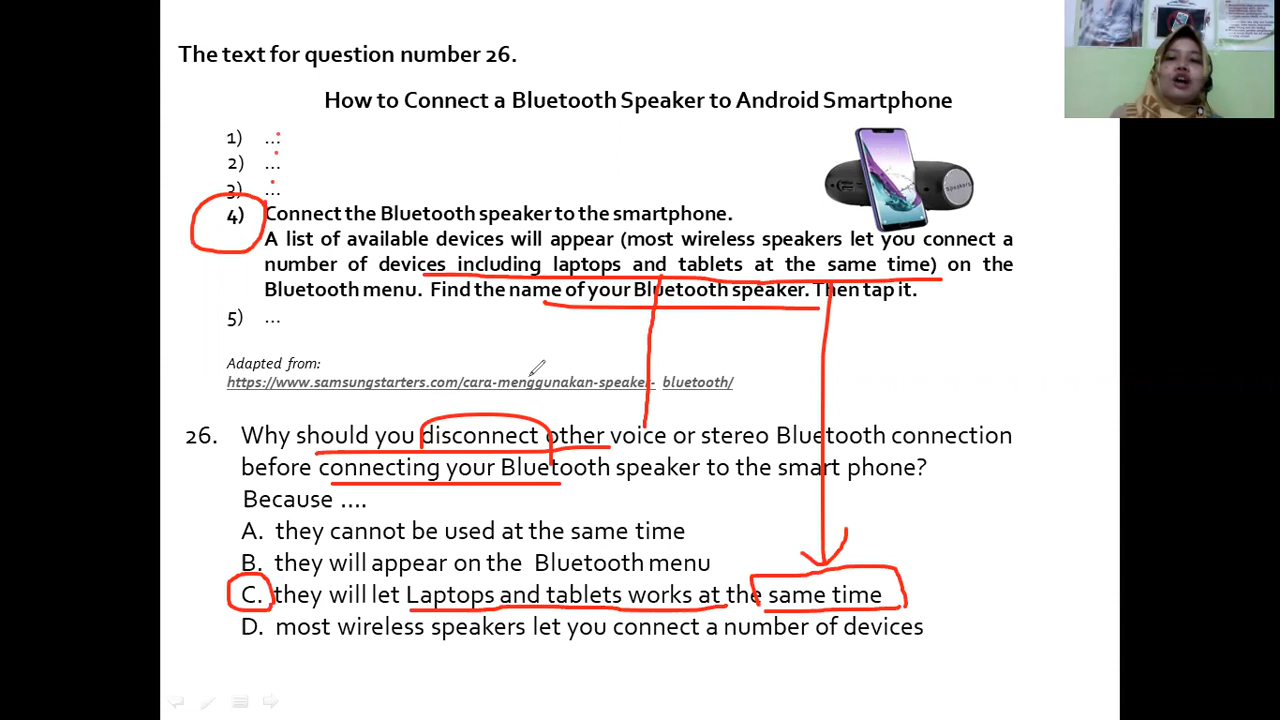 The text for question number 26.
How to Connect a Bluetooth Speaker to Android Smartphone
1) ...
2) ...
3) ...
4) Connect the Bluetooth speaker to the smartphone.
A list of available devices will appear (most wireless speakers let you connect a
number of devices including laptops and tablets at the same time) on the
Bluetooth menu. Find the name of your Bluetooth speaker. Then tap it.
5) ...
Speakers
Adapted from:
https://www.samsungstarters.com/cara-menggunakan-speaker- bluetooth/
26. Why should you disconnect other voice or stereo Bluetooth connection
before connecting your Bluetooth speaker to the smart phone?
Because ....
A. they cannot be used at the same time
B. they will appear on the Bluetooth menu
C. they will let Laptops and tablets works at the same time
D. most wireless speakers let you connect a number of devices